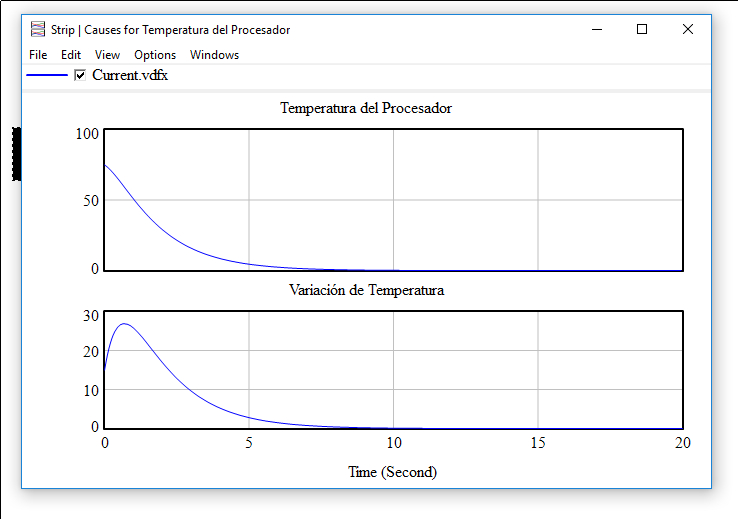 Strip | Causes for Temperatura del Procesador
File Edit View Options Windows
Current.vdfx
Temperatura del Procesador
100
50
0
Variación de Temperatura
30
20
10
0
0 5 10 15 20
Time (Second)